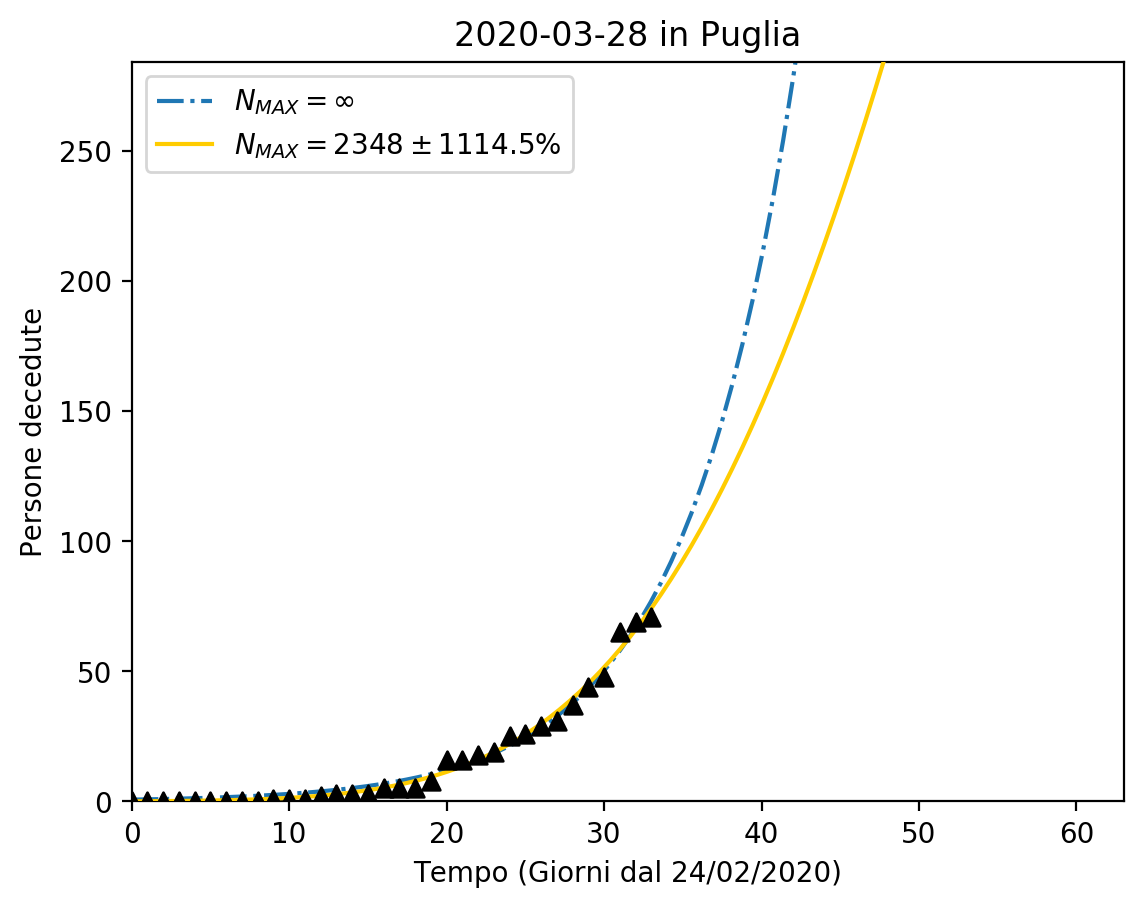 2020-03-28 in Puglia
N_MAX = ∞
N_MAX = 2348 ± 1114.5%
Persone decedute
250
200
150
100
50
0
0 10 20 30 40 50 60
Tempo (Giorni dal 24/02/2020)